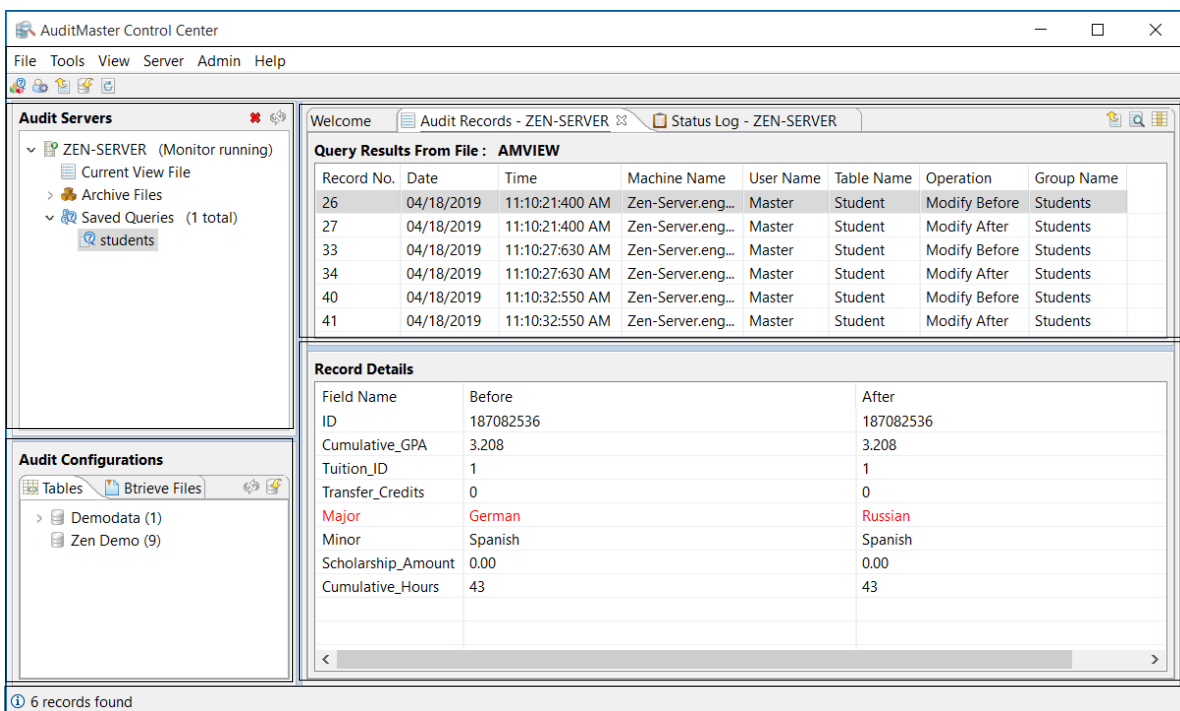 AuditMaster Control Center
File Tools View Server Admin Help
Audit Servers
ZEN-SERVER (Monitor running)
Current View File
Archive Files
Saved Queries (1 total)
students
Audit Configurations
Tables Btrieve Files
Demodata (1)
Zen Demo (9)
Welcome Audit Records - ZEN-SERVER Status Log - ZEN-SERVER
Query Results From File : AMVIEW
Record No. Date Time Machine Name User Name Table Name Operation Group Name
26 04/18/2019 11:10:21:400 AM Zen-Server.eng... Master Student Modify Before Students
27 04/18/2019 11:10:21:400 AM Zen-Server.eng... Master Student Modify After Students
33 04/18/2019 11:10:27:630 AM Zen-Server.eng... Master Student Modify Before Students
34 04/18/2019 11:10:27:630 AM Zen-Server.eng... Master Student Modify After Students
40 04/18/2019 11:10:32:550 AM Zen-Server.eng... Master Student Modify Before Students
41 04/18/2019 11:10:32:550 AM Zen-Server.eng... Master Student Modify After Students
Record Details
Field Name Before After
ID 187082536 187082536
Cumulative_GPA 3.208 3.208
Tuition_ID 1 1
Transfer_Credits 0 0
Major German Russian
Minor Spanish Spanish
Scholarship_Amount 0.00 0.00
Cumulative_Hours 43 43
6 records found